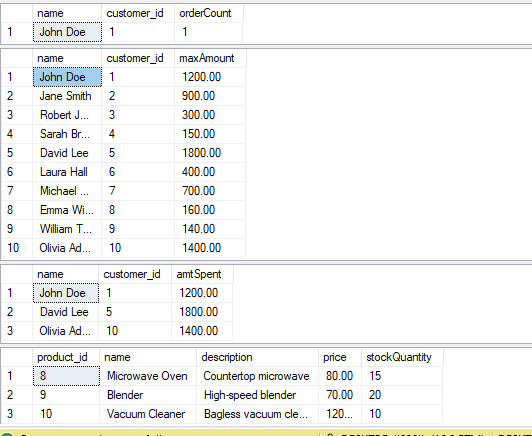 name customer_id orderCount
1 John Doe 1 1
name customer_id maxAmount
1 John Doe 1 1200.00
2 Jane Smith 2 900.00
3 Robert J... 3 300.00
4 Sarah Br... 4 150.00
5 David Lee 5 1800.00
6 Laura Hall 6 400.00
7 Michael ... 7 700.00
8 Emma Wi... 8 160.00
9 William T... 9 140.00
10 Olivia Ad... 10 1400.00
name customer_id amtSpent
1 John Doe 1 1200.00
2 David Lee 5 1800.00
3 Olivia Ad... 10 1400.00
product_id name description price stockQuantity
1 8 Microwave Oven Countertop microwave 80.00 15
2 9 Blender High-speed blender 70.00 20
3 10 Vacuum Cleaner Bagless vacuum cle... 120... 10